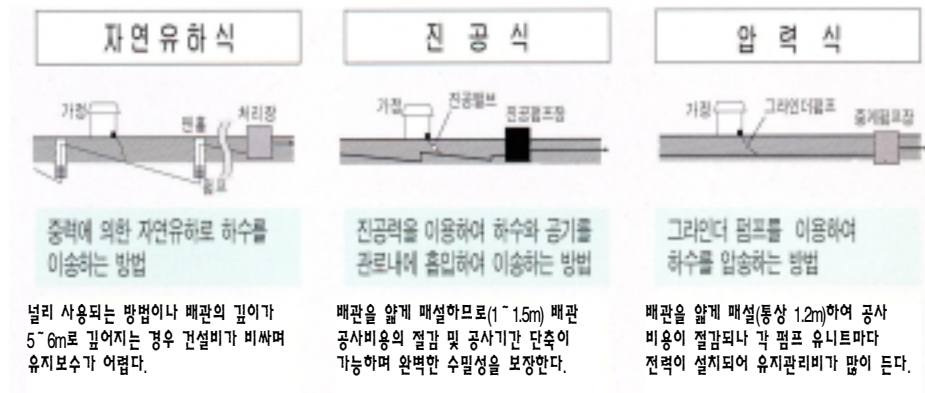 자연유하식
가정
맨홀
처리장
펌프
중력에 의한 자연유하로 하수를
이송하는 방법
널리 사용되는 방법이나 배관의 깊이가
5~6m로 깊어지는 경우 건설비가 비싸며
유지보수가 어렵다.
진 공 식
가정
진공밸브
진공펌프장
진공력을 이용하여 하수와 공기를
관로내에 흡입하여 이송하는 방법
배관을 얇게 매설하므로(1~1.5m) 배관
공사비용의 절감 및 공사기간 단축이
가능하며 완벽한 수밀성을 보장한다.
압 력 식
가정
그라인더펌프
중계펌프장
그라인더 펌프를 이용하여
하수를 압송하는 방법
배관을 얇게 매설(통상 1.2m)하여 공사
비용이 절감되나 각 펌프 유니트마다
전력이 설치되어 유지관리비가 많이 든다.